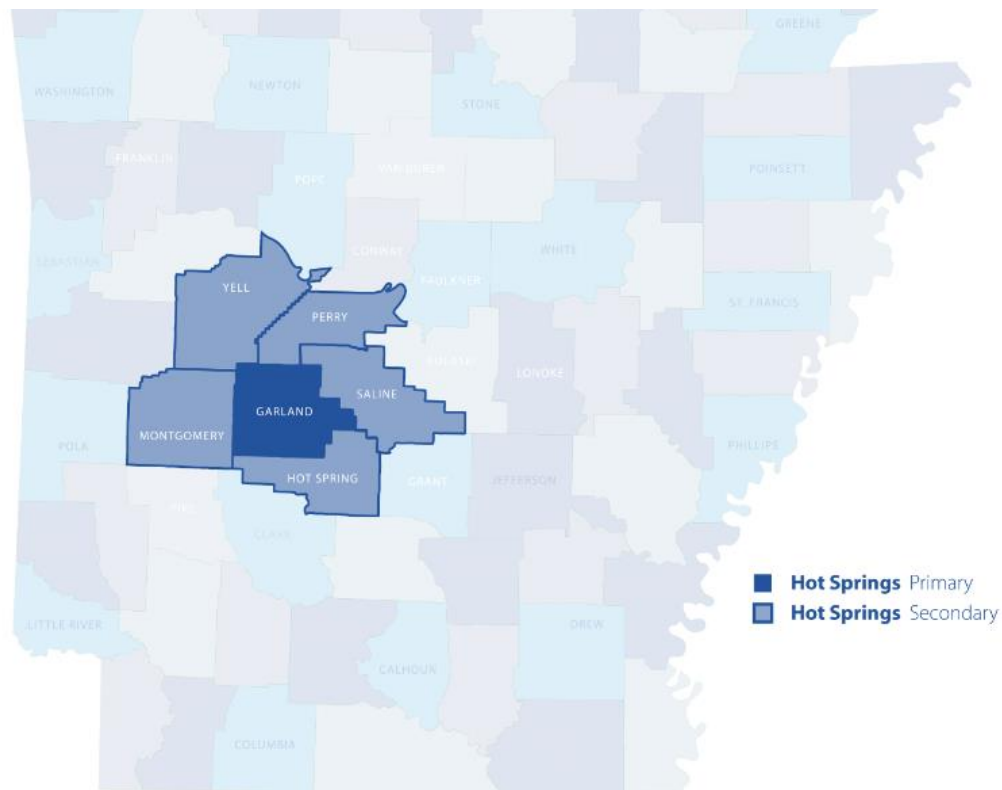 GREENE
WASHINGTON
NEWTON
STONE
FRANKLIN
VAN BUREN
POPE
POINSETT
CONWAY
WHITE
SEBASTIAN
FAULKNER
YELL
ST. FRANCIS
PERRY
PULASKI
LONOKE
SALINE
GARLAND
MONTGOMERY
POLK
PHILLIPS
HOT SPRING
GRANT
JEFFERSON
PIKE
CLARK
Hot Springs Primary
Hot Springs Secondary
LITTLE RIVER
DREW
CALHOUN
COLUMBIA